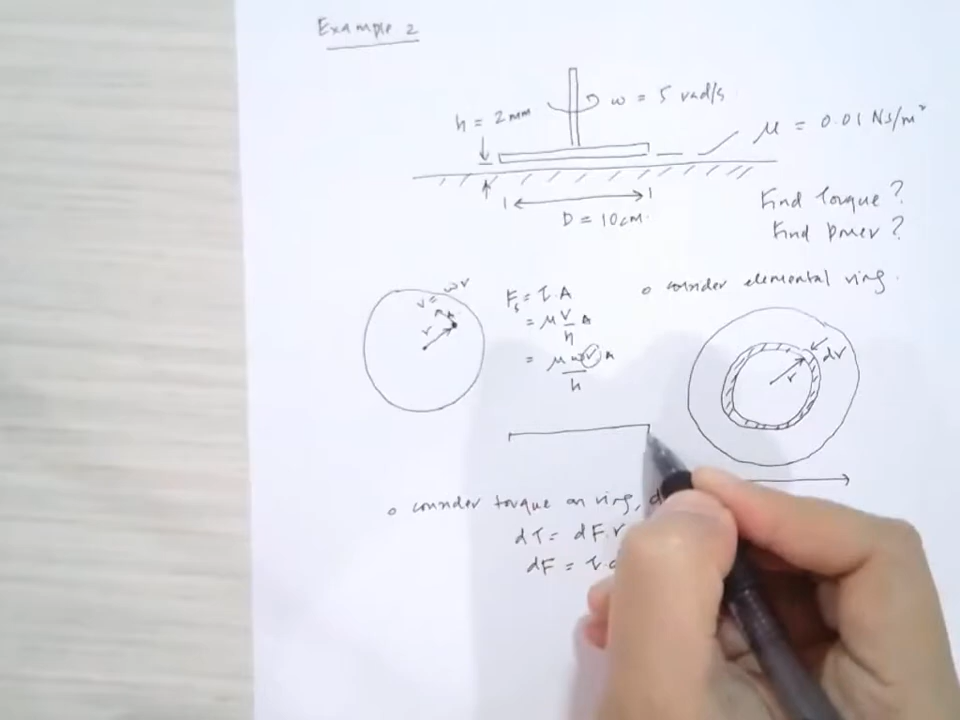 Example 2
h = 2mm
ω = 5 rad/s
μ = 0.01 Ns/m²
D = 10cm.
Find Torque?
Find power?
v = ωr
r
Fs = τ.A
= μ v/h A
= μ ωr/h A
o consider elemental ring.
dr
r
o consider torque on ring, d
dT = dF.r
dF = τ.